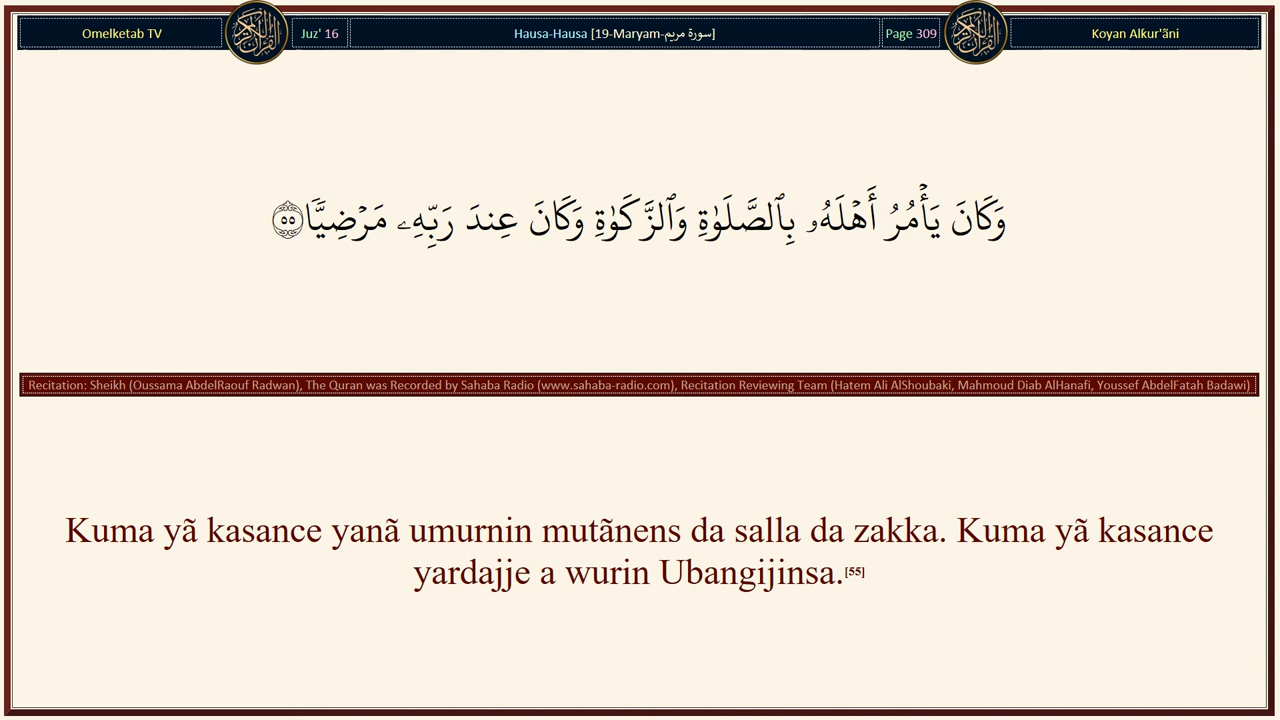 Omelketab TV
Juz' 16
Hausa-Hausa [19-Maryam-سورة مريم]
Page 309
Koyan Alƙur'ãni
وَكَانَ يَأۡمُرُ أَهۡلَهُۥ بِٱلصَّلَوٰةِ وَٱلزَّكَوٰةِ وَكَانَ عِندَ رَبِّهِۦ مَرۡضِيّٗا ٥٥
Recitation: Sheikh (Oussama AbdelRaouf Radwan), The Quran was Recorded by Sahaba Radio (www.sahaba-radio.com), Recitation Reviewing Team (Hatem Ali AlShoubaki, Mahmoud Diab AlHanafi, Youssef AbdelFatah Badawi)
Kuma yã kasance yanã umurnin mutãnens da salla da zakka. Kuma yã kasance
yardajje a wurin Ubangijinsa.[55]